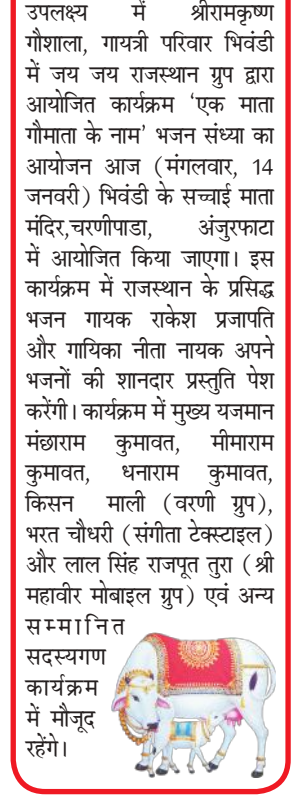 उपलक्ष्य में श्रीरामकृष्ण
गौशाला, गायत्री परिवार भिवंडी
में जय जय राजस्थान ग्रुप द्वारा
आयोजित कार्यक्रम ‘एक माता
गौमाता के नाम’ भजन संध्या का
आयोजन आज (मंगलवार, 14
जनवरी) भिवंडी के सच्चाई माता
मंदिर,चरणीपाडा, अंजुरफाटा
में आयोजित किया जाएगा। इस
कार्यक्रम में राजस्थान के प्रसिद्ध
भजन गायक राकेश प्रजापति
और गायिका नीता नायक अपने
भजनों की शानदार प्रस्तुति पेश
करेंगी। कार्यक्रम में मुख्य यजमान
मंछाराम कुमावत, मीमाराम
कुमावत, धनाराम कुमावत,
किसन माली (वरणी ग्रुप),
भरत चौधरी (संगीता टेक्स्टाइल)
और लाल सिंह राजपूत तुरा (श्री
महावीर मोबाइल ग्रुप) एवं अन्य
सम्मानित
सदस्यगण
कार्यक्रम
में मौजूद
रहेंगे।